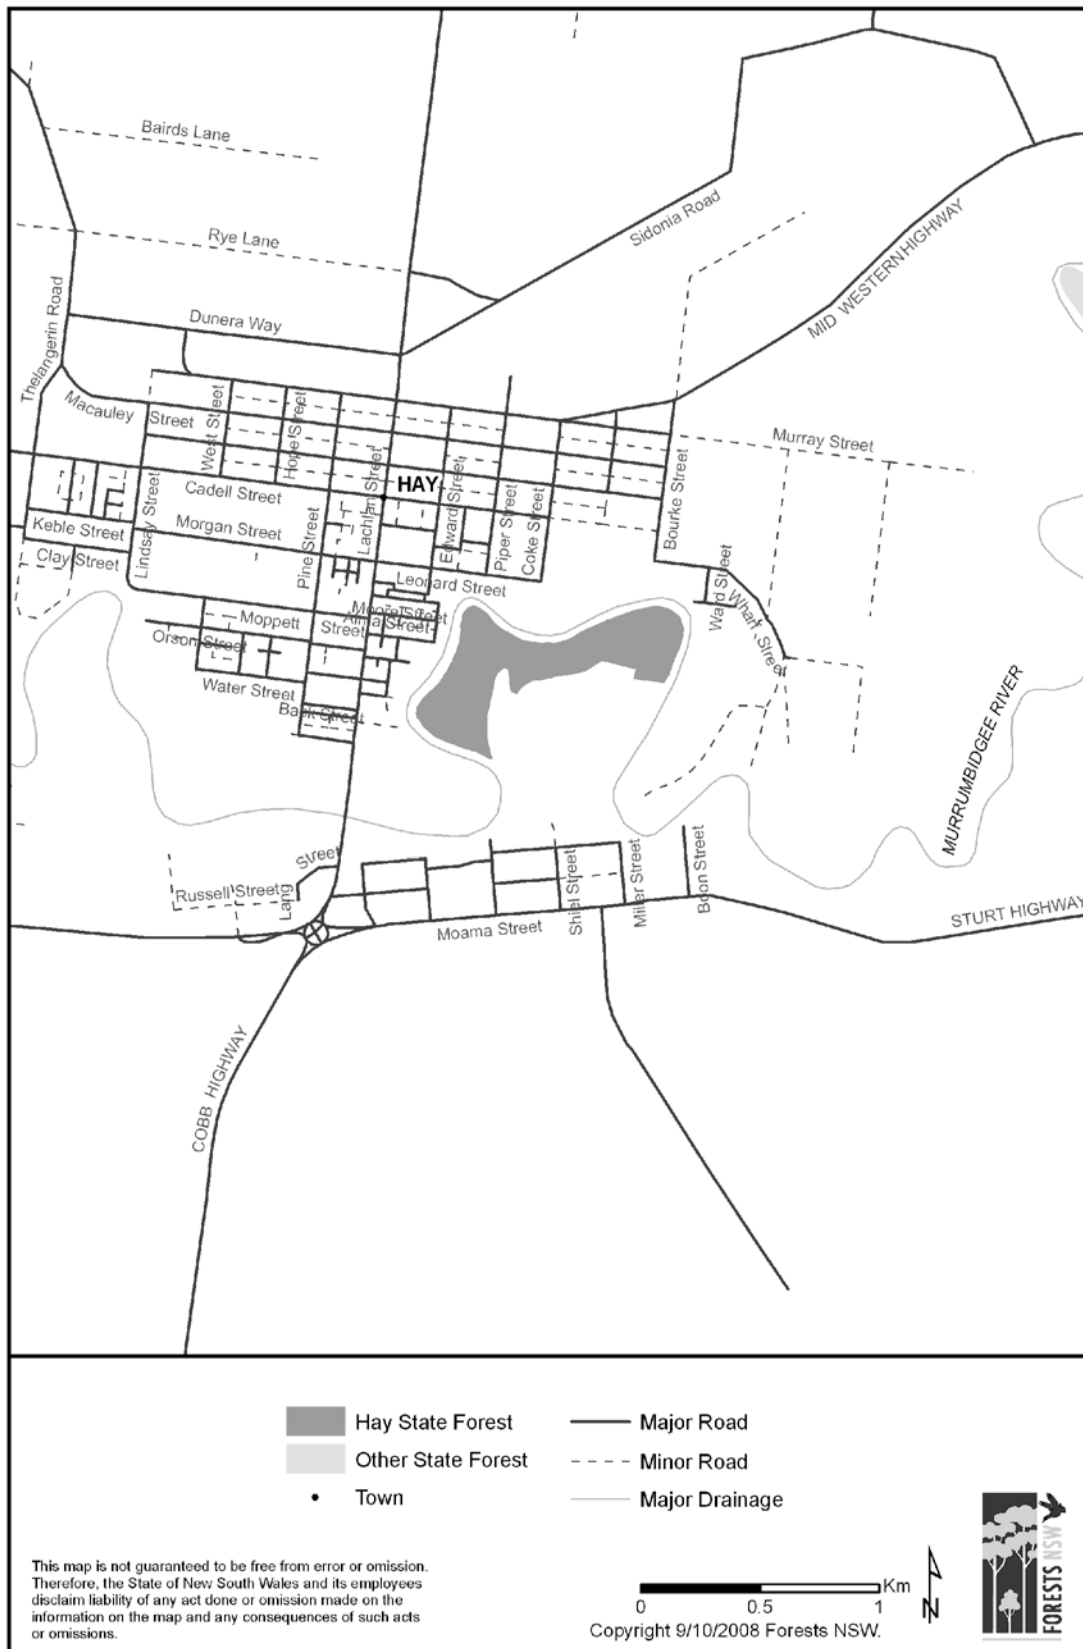 Bairds Lane
Rye Lane
Sidonia Road
MID WESTERN HIGHWAY
Thelangerin Road
Dunera Way
Macauley Street
West Street
Hope Street
Murray Street
Lachlan Street
HAY
Cadell Street
Lindsay Street
Edward Street
Piper Street
Coke Street
Bourke Street
Keble Street
Morgan Street
Pine Street
Clay Street
Leonard Street
Ward Street
Wharf Street
Moore Street
Alma Street
Moppett Street
Orson Street
Water Street
Back Street
MURRUMBIDGEE RIVER
Lang Street
Russell Street
Shiel Street
Miller Street
Boon Street
Moama Street
STURT HIGHWAY
COBB HIGHWAY
Hay State Forest
Major Road
Other State Forest
Minor Road
Town
Major Drainage
This map is not guaranteed to be free from error or omission.
Therefore, the State of New South Wales and its employees
disclaim liability of any act done or omission made on the
information on the map and any consequences of such acts
or omissions.
0 0.5 1 Km
Copyright 9/10/2008 Forests NSW.
N
FORESTS NSW